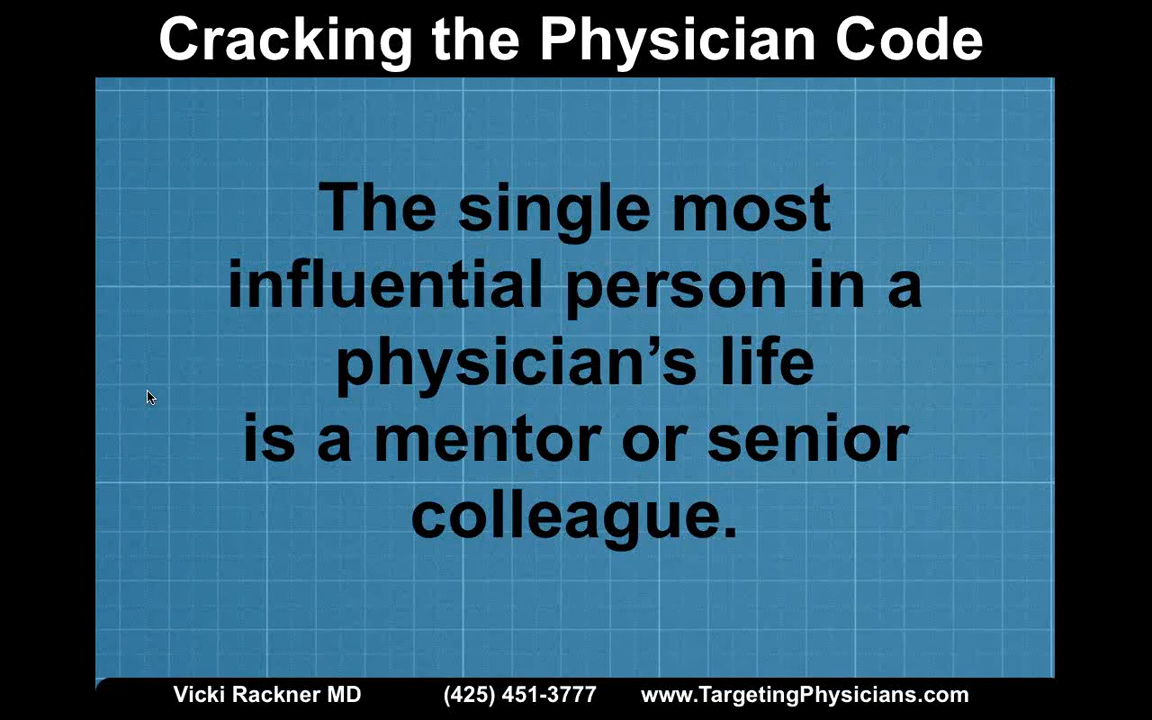 Cracking the Physician Code
The single most
influential person in a
physician’s life
is a mentor or senior
colleague.
Vicki Rackner MD (425) 451-3777 www.TargetingPhysicians.com